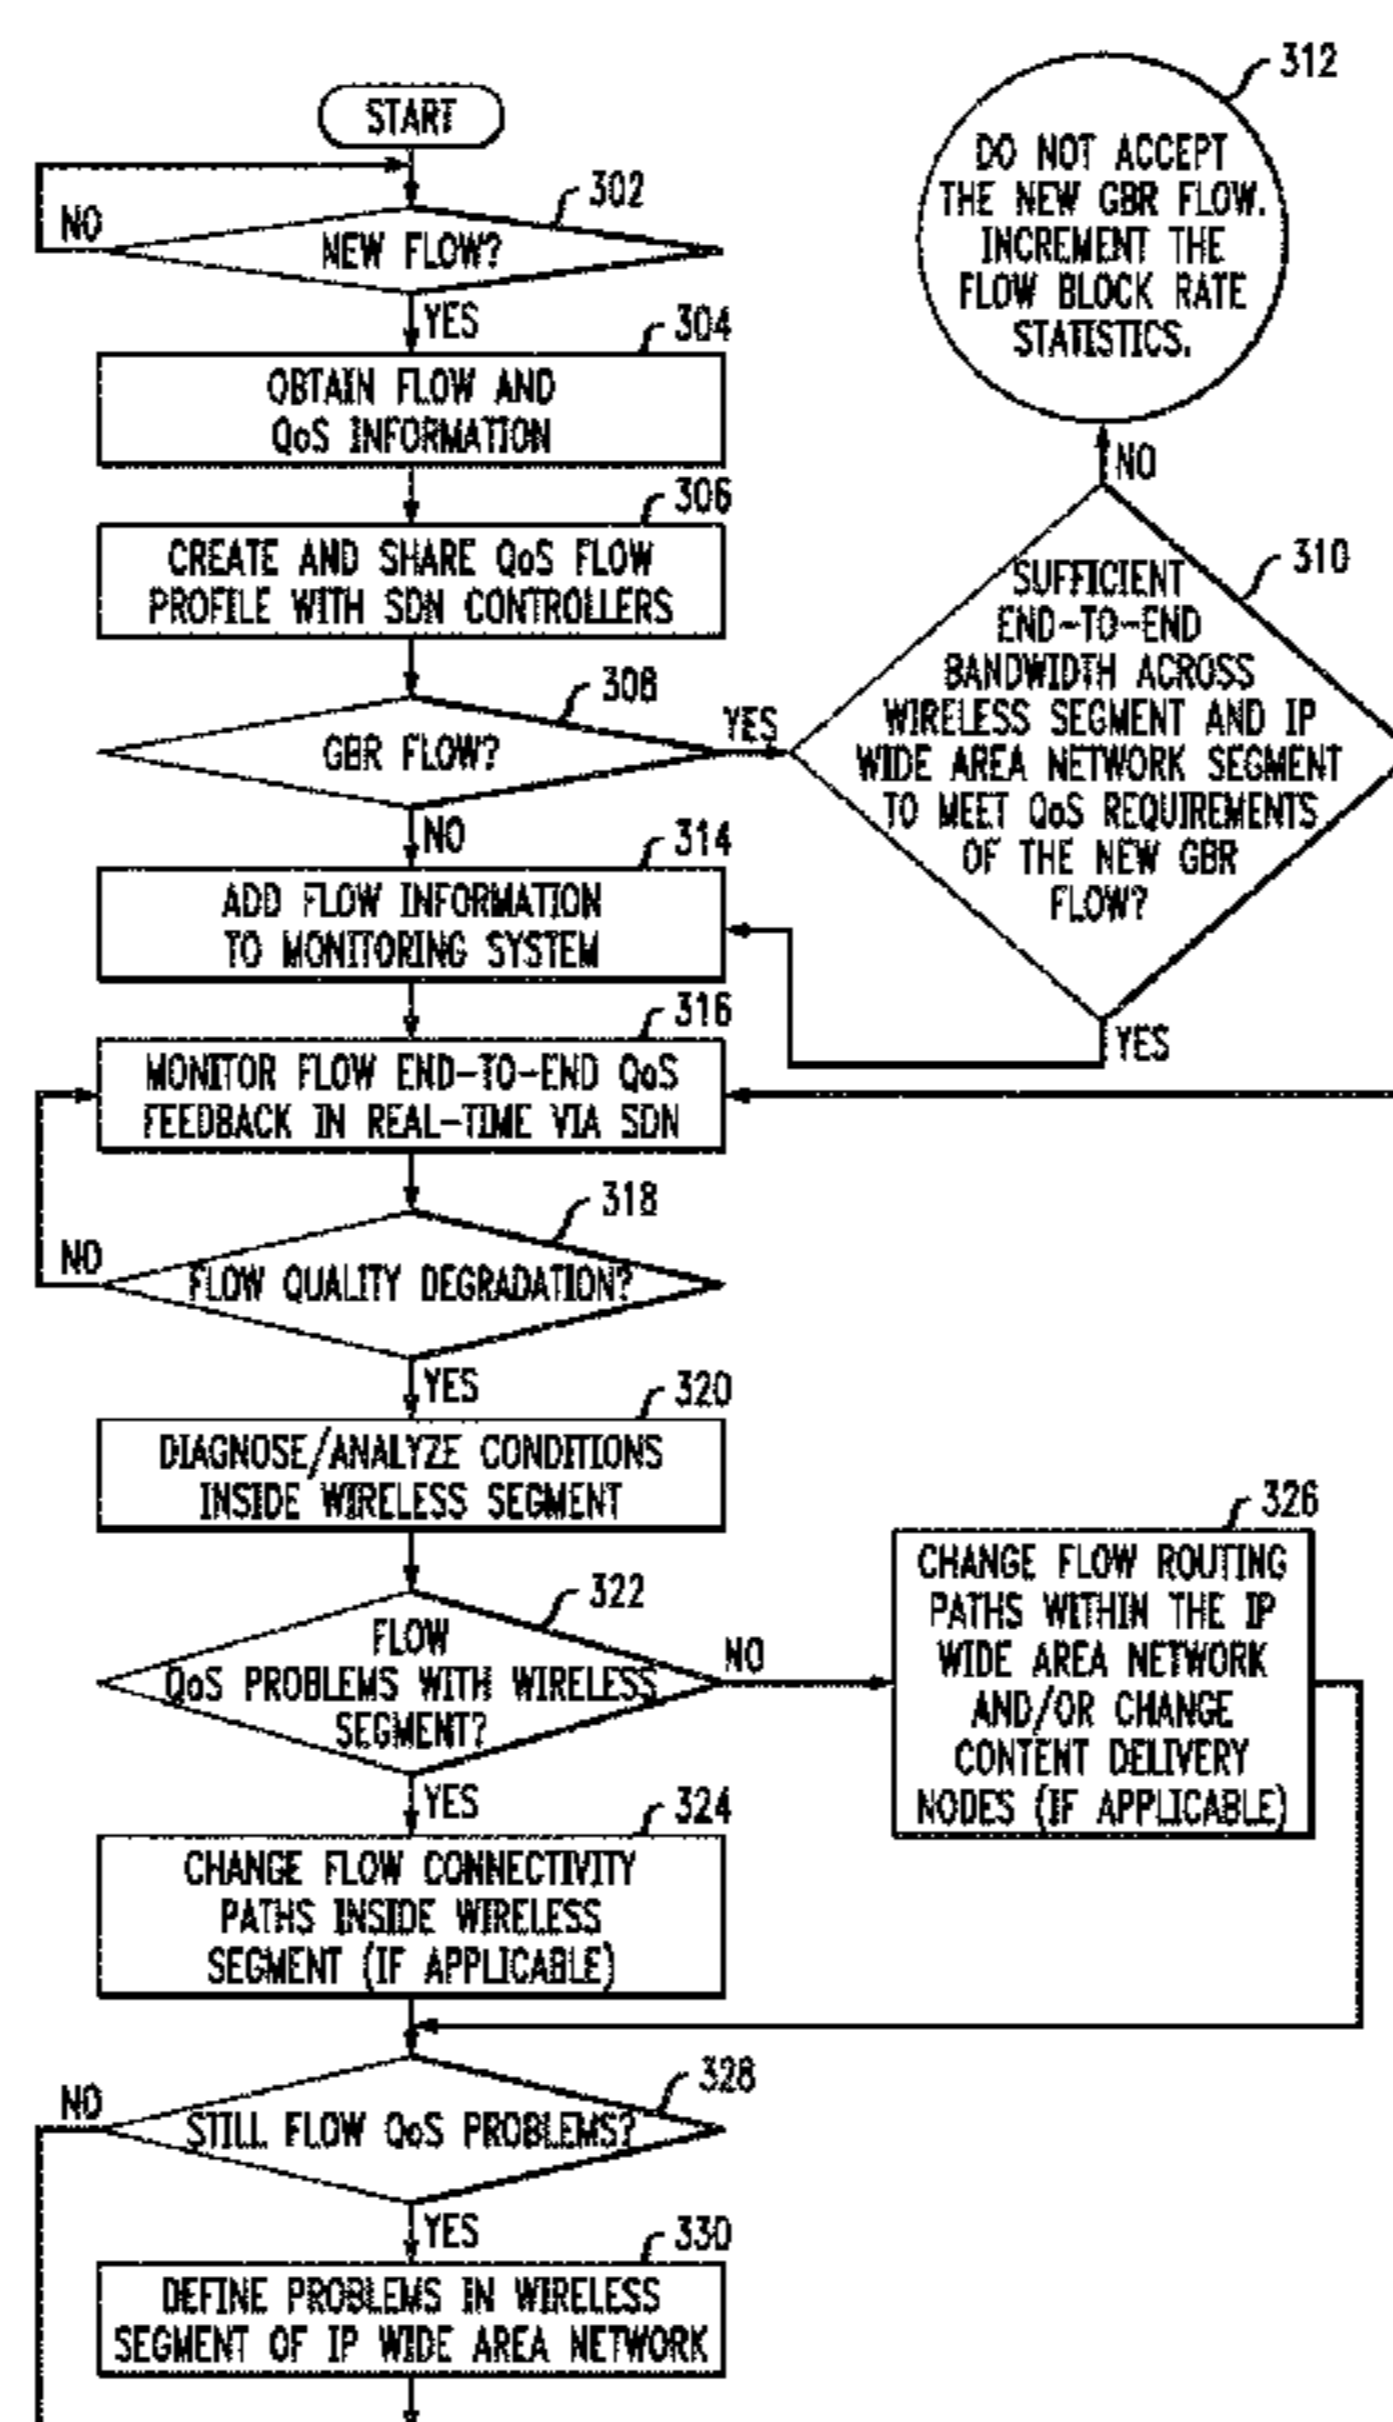 START
NO
302
NEW FLOW?
YES
304
OBTAIN FLOW AND
QoS INFORMATION
306
CREATE AND SHARE QoS FLOW
PROFILE WITH SDN CONTROLLERS
308
GBR FLOW?
YES
NO
310
SUFFICIENT
END-TO-END
BANDWIDTH ACROSS
WIRELESS SEGMENT AND IP
WIDE AREA NETWORK SEGMENT
TO MEET QoS REQUIREMENTS
OF THE NEW GBR
FLOW?
NO
YES
312
DO NOT ACCEPT
THE NEW GBR FLOW.
INCREMENT THE
FLOW BLOCK RATE
STATISTICS.
314
ADD FLOW INFORMATION
TO MONITORING SYSTEM
316
MONITOR FLOW END-TO-END QoS
FEEDBACK IN REAL-TIME VIA SDN
318
NO
FLOW QUALITY DEGRADATION?
YES
320
DIAGNOSE/ANALYZE CONDITIONS
INSIDE WIRELESS SEGMENT
322
FLOW
QoS PROBLEMS WITH WIRELESS
SEGMENT?
NO
YES
326
CHANGE FLOW ROUTING
PATHS WITHIN THE IP
WIDE AREA NETWORK
AND/OR CHANGE
CONTENT DELIVERY
NODES (IF APPLICABLE)
324
CHANGE FLOW CONNECTIVITY
PATHS INSIDE WIRELESS
SEGMENT (IF APPLICABLE)
328
NO
STILL FLOW QoS PROBLEMS?
YES
330
DEFINE PROBLEMS IN WIRELESS
SEGMENT OF IP WIDE AREA NETWORK